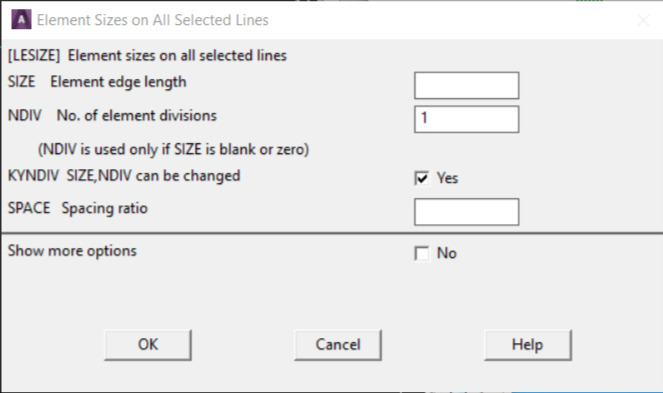 A Element Sizes on All Selected Lines
[LESIZE] Element sizes on all selected lines
SIZE Element edge length
NDIV No. of element divisions 1
(NDIV is used only if SIZE is blank or zero)
KYNDIV SIZE,NDIV can be changed Yes
SPACE Spacing ratio
Show more options No
OK Cancel Help